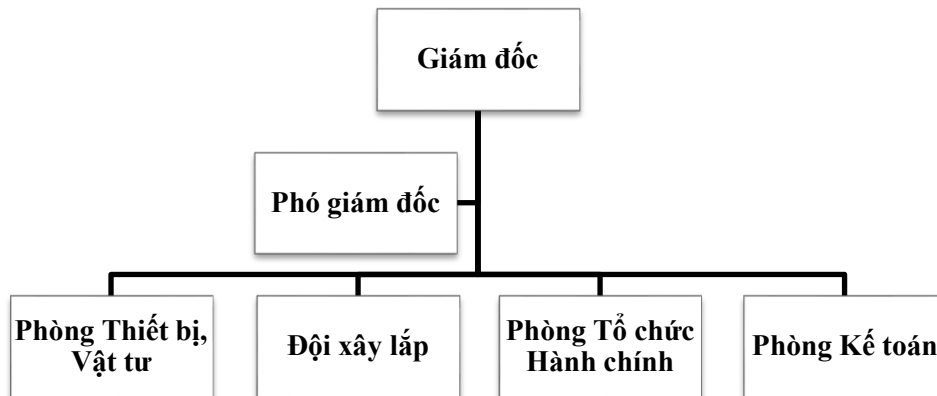 Giám đốc
Phó giám đốc
Phòng Thiết bị,
Vật tư
Đội xây lắp
Phòng Tổ chức
Hành chính
Phòng Kế toán